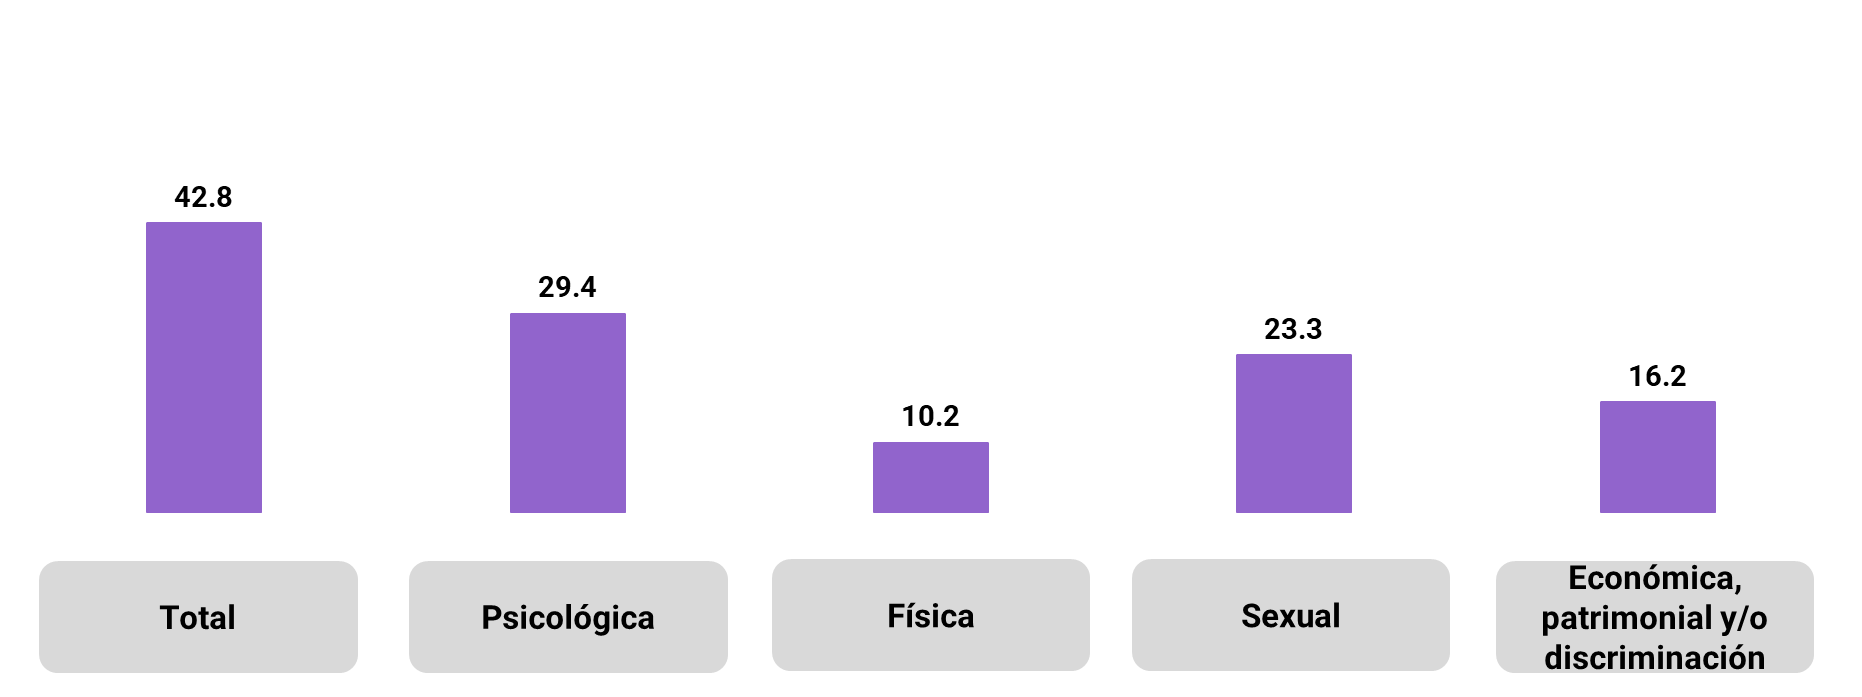 42.8
29.4
10.2
23.3
16.2
Total
Psicológica
Física
Sexual
Económica,
patrimonial y/o
discriminación